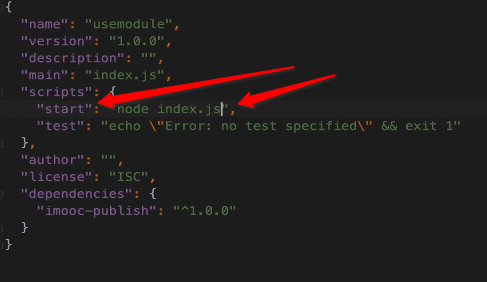 {
"name": "usemodule",
"version": "1.0.0",
"description": "",
"main": "index.js",
"scripts": {
"start": "node index.js",
"test": "echo \"Error: no test specified\" && exit 1"
},
"author": "",
"license": "ISC",
"dependencies": {
"imooc-publish": "^1.0.0"
}
}